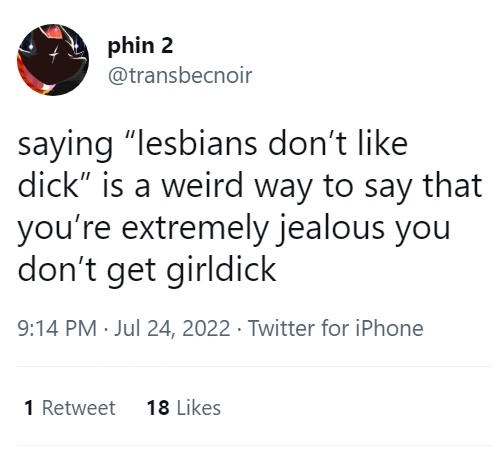 phin 2
@transbecnoir
saying “lesbians don’t like
dick” is a weird way to say that
you’re extremely jealous you
don’t get girldick
9:14 PM · Jul 24, 2022 · Twitter for iPhone
1 Retweet 18 Likes